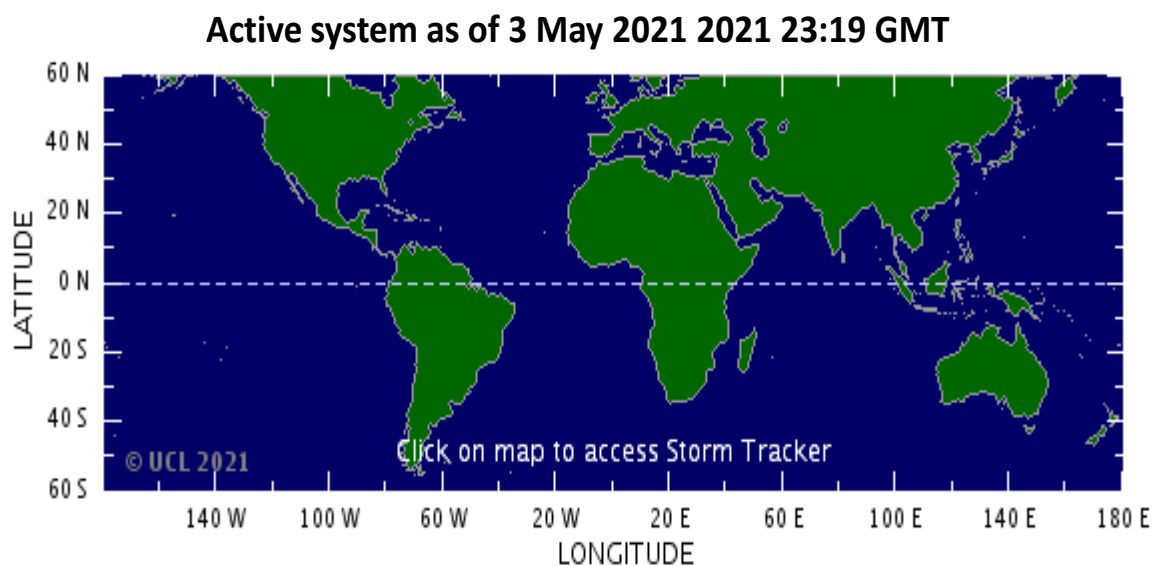 Active system as of 3 May 2021 2021 23:19 GMT
60 N
40 N
20 N
0 N
20 S
40 S
60 S
LATITUDE
Click on map to access Storm Tracker
© UCL 2021
140 W 100 W 60 W 20 W 20 E 60 E 100 E 140 E 180 E
LONGITUDE